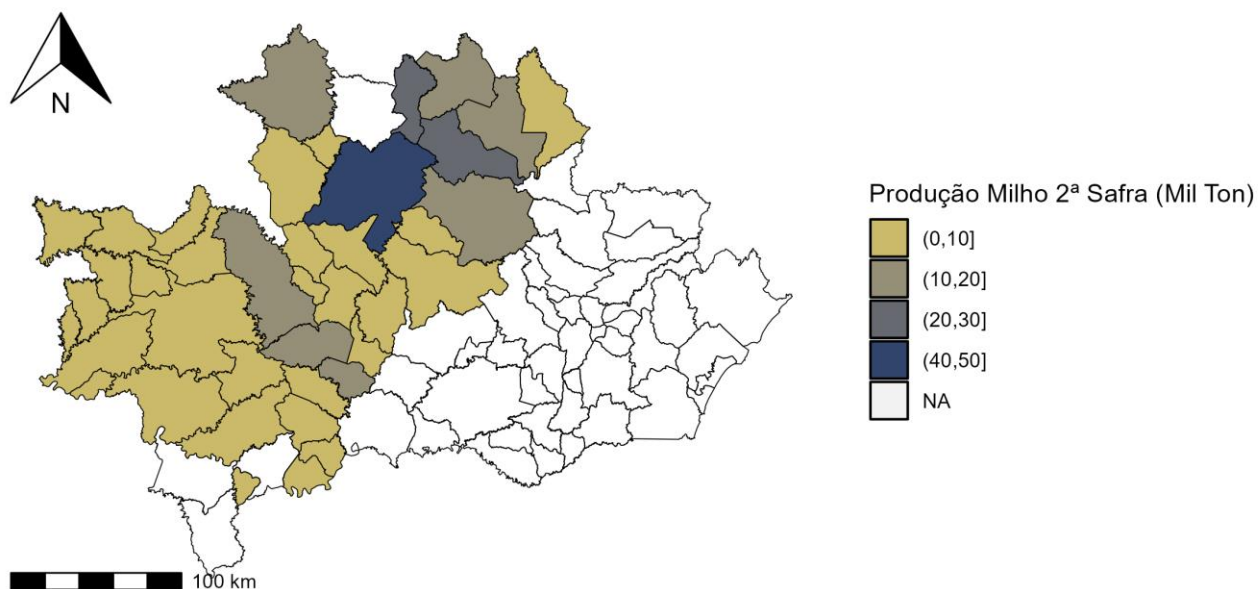 N
Produção Milho 2ª Safra (Mil Ton)
(0,10]
(10,20]
(20,30]
(40,50]
NA
100 km